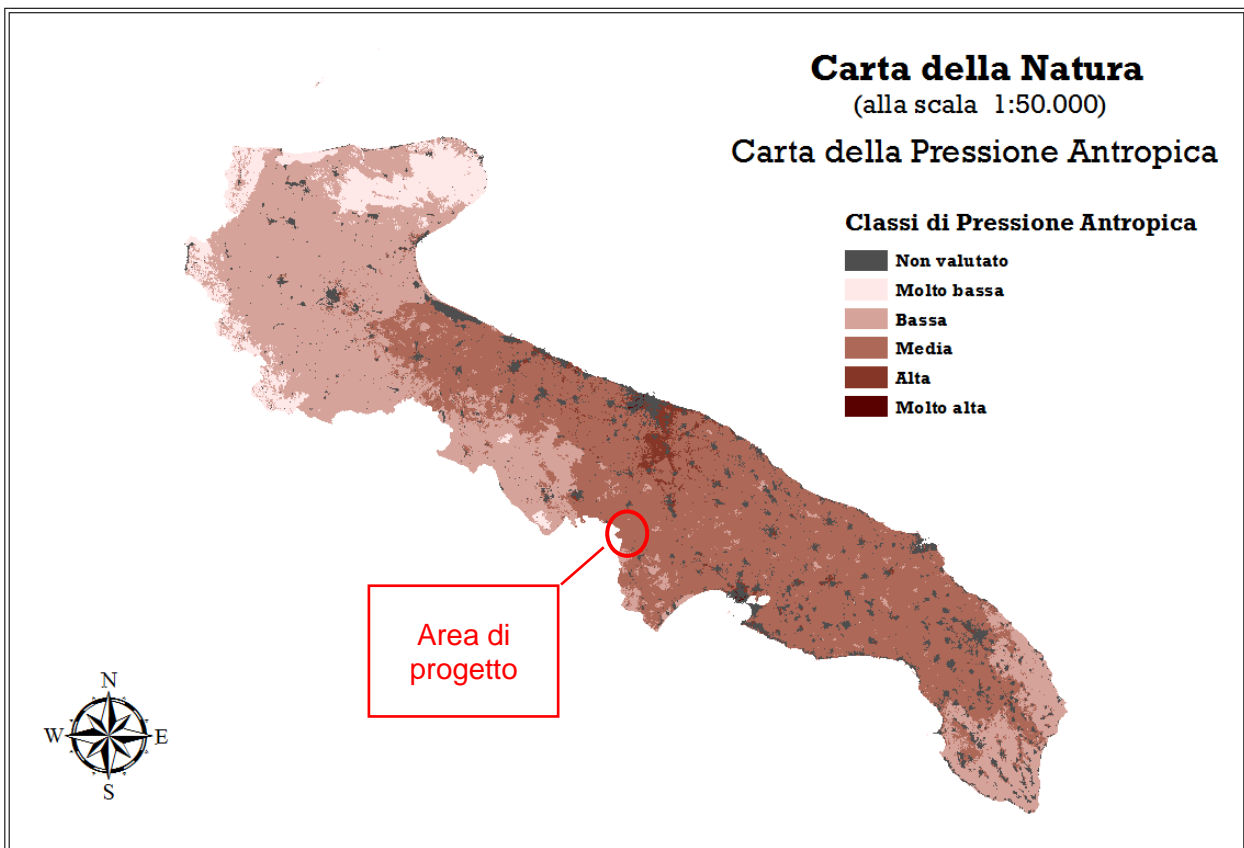 Carta della Natura
(alla scala 1:50.000)
Carta della Pressione Antropica
Classi di Pressione Antropica
Non valutato
Molto bassa
Bassa
Media
Alta
Molto alta
Area di
progetto
N
W
E
S